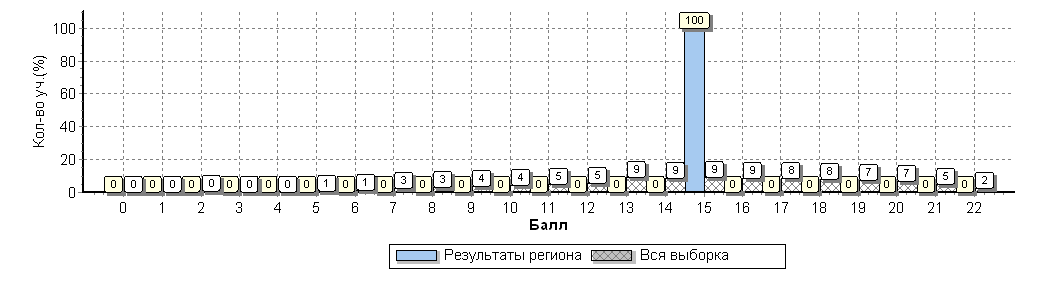 Кол-во уч.(%)
100
80
60
40
20
0
100
0 0 0 0 0 0 0 0 0 0 0 1 0 1 0 3 0 3 0 4 0 4 0 5 0 5 0 9 0 9 9 0 9 0 8 0 8 0 7 0 7 0 5 0 2
0 1 2 3 4 5 6 7 8 9 10 11 12 13 14 15 16 17 18 19 20 21 22
Балл
Результаты региона Вся выборка